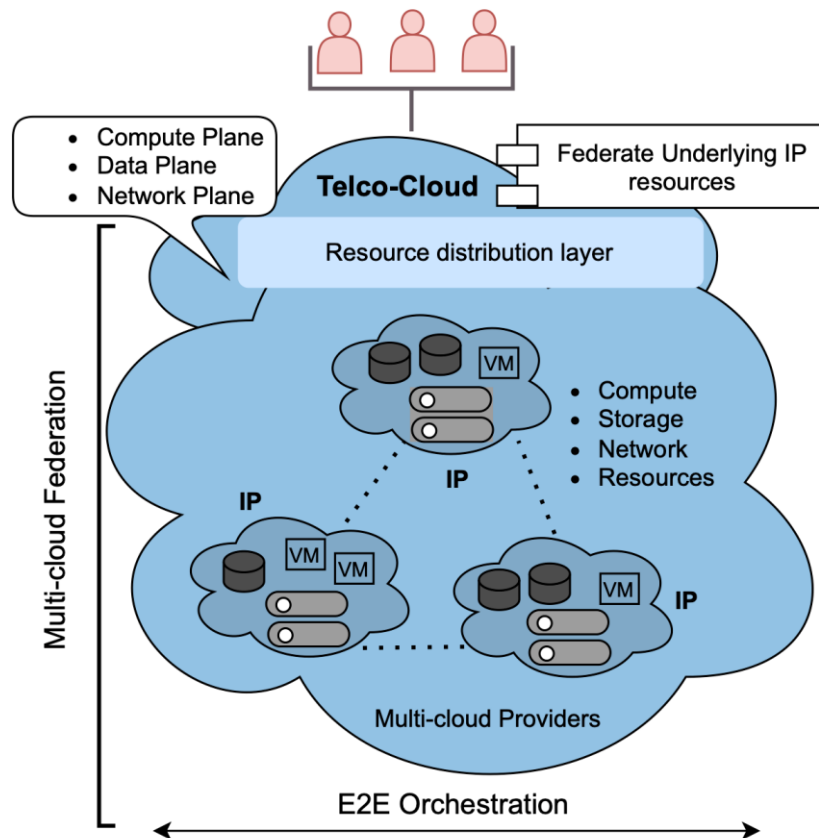 • Compute Plane
• Data Plane
• Network Plane
Federate Underlying IP
resources
Telco-Cloud
Resource distribution layer
Multi-cloud Federation
VM
• Compute
• Storage
• Network
• Resources
IP
IP
VM
VM
VM
IP
Multi-cloud Providers
E2E Orchestration